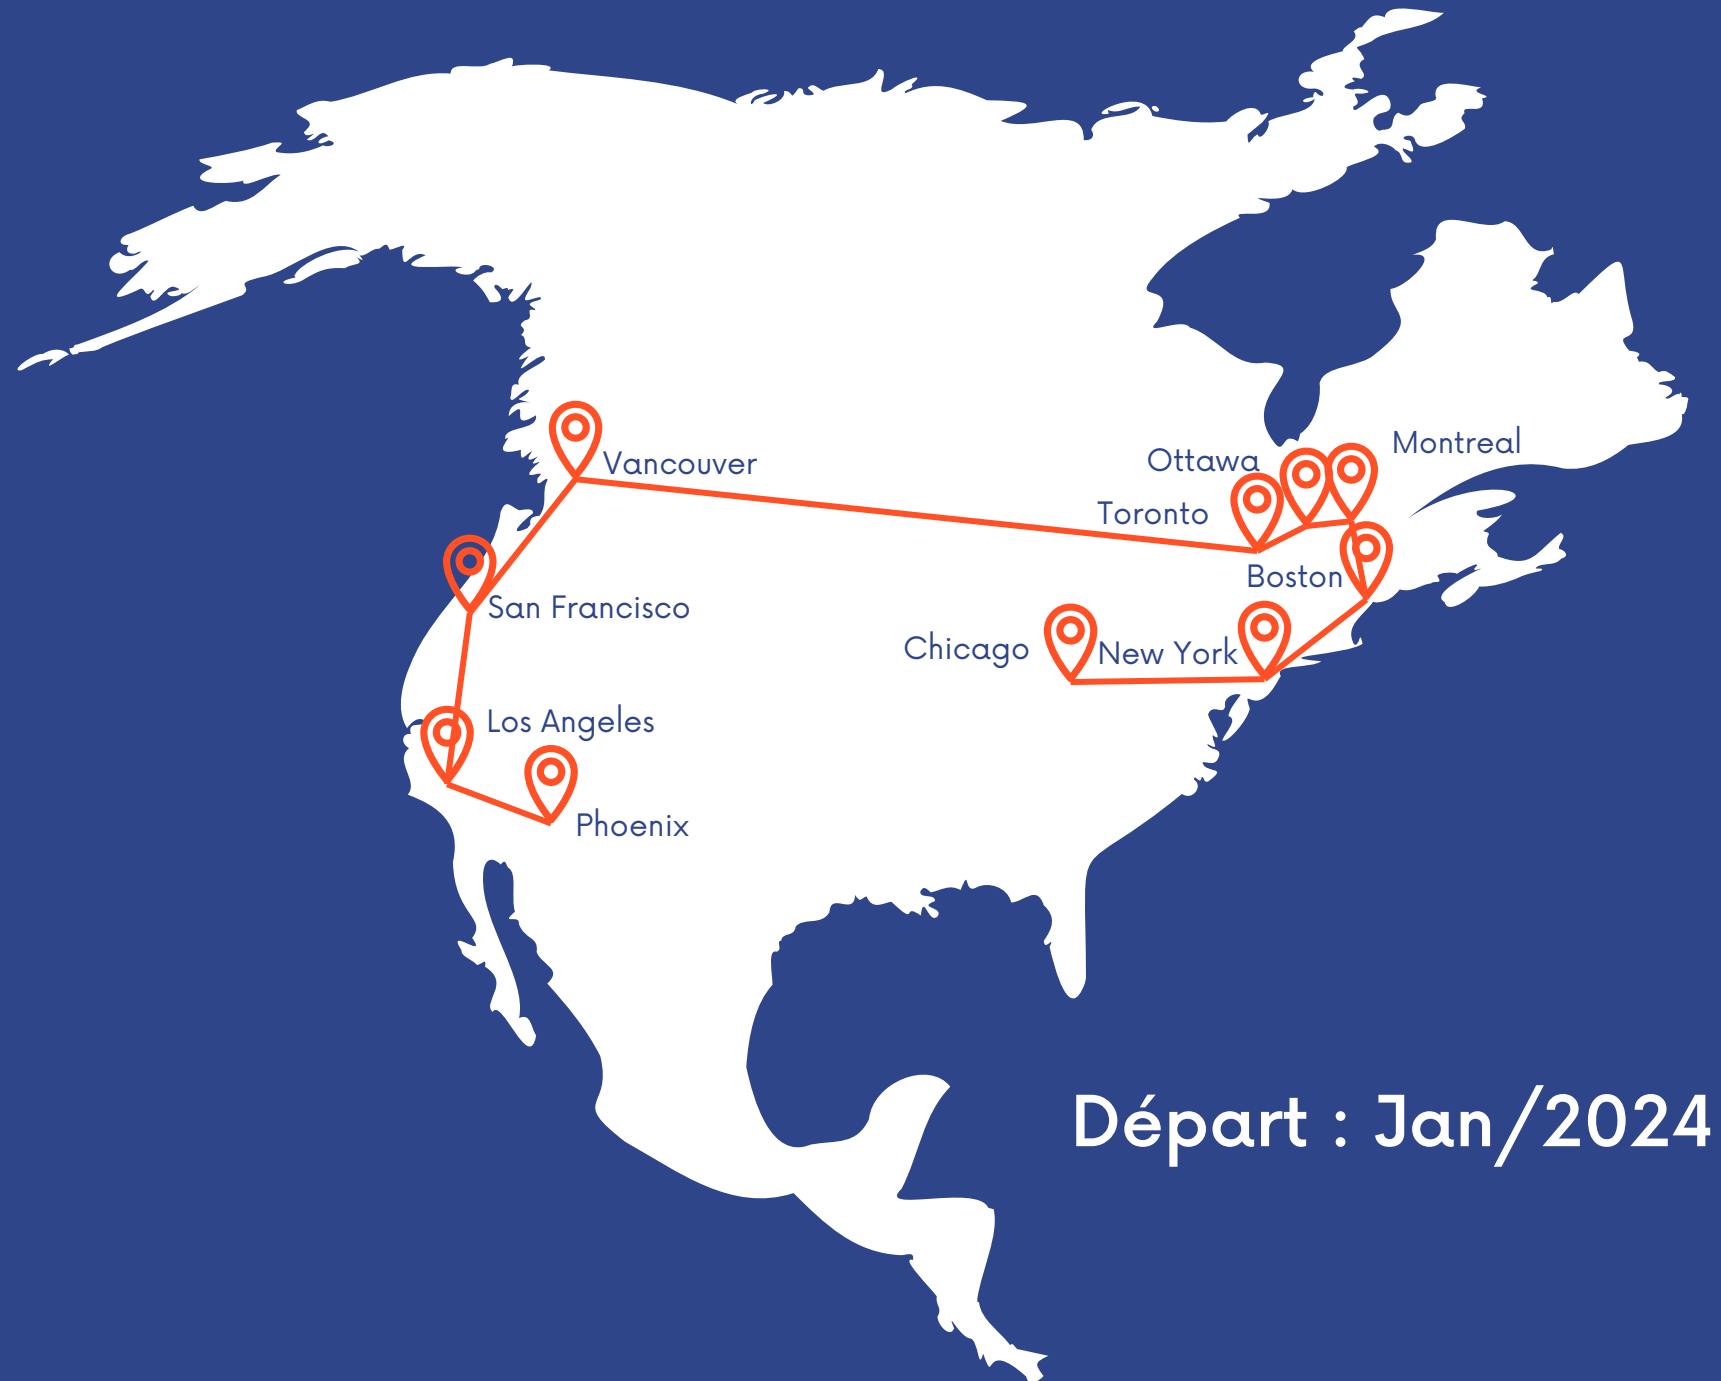 Montreal
Ottawa
Vancouver
Toronto
Boston
San Francisco
Chicago
New York
Los Angeles
Phoenix
Départ : Jan/2024